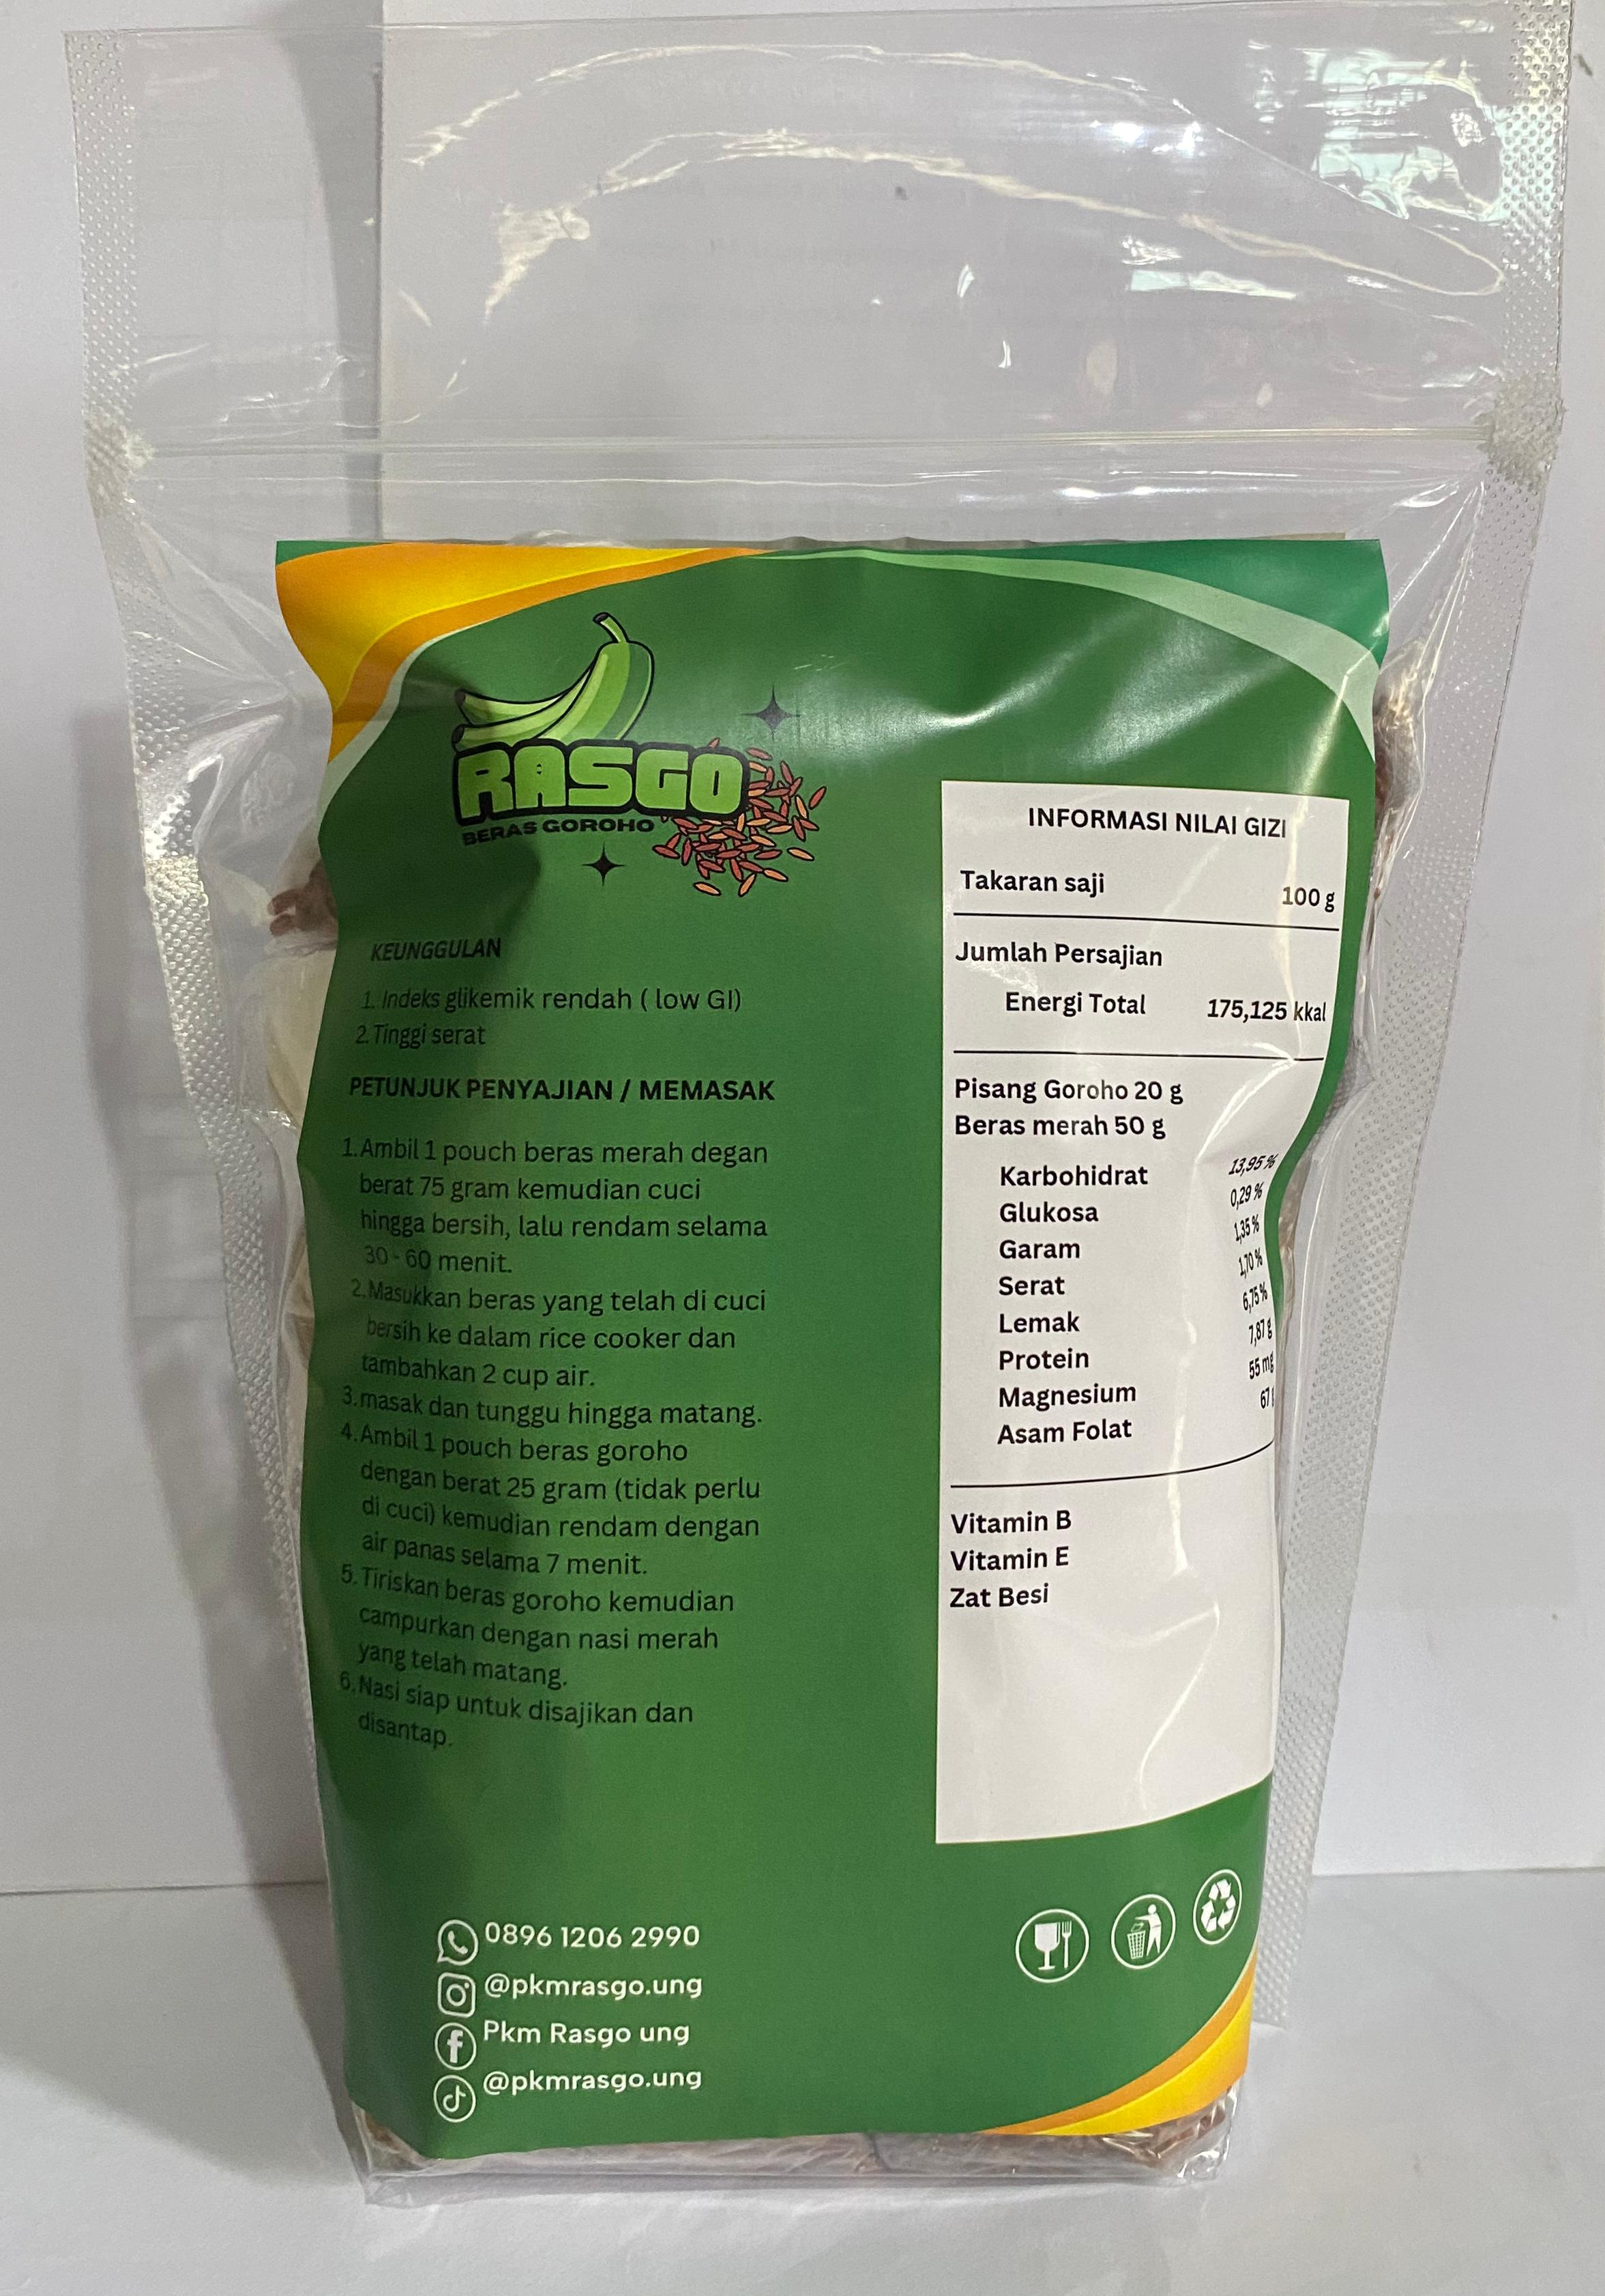 RASGO
BERAS GOROHO
KEUNGGULAN
1. Indeks glikemik rendah ( low GI)
2. Tinggi serat
PETUNJUK PENYAJIAN / MEMASAK
1. Ambil 1 pouch beras merah degan
berat 75 gram kemudian cuci
hingga bersih, lalu rendam selama
30 - 60 menit.
2. Masukkan beras yang telah di cuci
bersih ke dalam rice cooker dan
tambahkan 2 cup air.
3. masak dan tunggu hingga matang.
4. Ambil 1 pouch beras goroho
dengan berat 25 gram (tidak perlu
di cuci) kemudian rendam dengan
air panas selama 7 menit.
5. Tiriskan beras goroho kemudian
campurkan dengan nasi merah
yang telah matang.
6. Nasi siap untuk disajikan dan
disantap.
0896 1206 2990
@pkmrasgo.ung
Pkm Rasgo ung
@pkmrasgo.ung
INFORMASI NILAI GIZI
Takaran saji 100 g
Jumlah Persajian
Energi Total 175,125 kkal
Pisang Goroho 20 g
Beras merah 50 g
Karbohidrat 13,95 %
Glukosa 0,29 %
Garam 1,35 %
Serat 1,70 %
Lemak 6,75 %
Protein 7,87 g
Magnesium 55 mg
Asam Folat 67
Vitamin B
Vitamin E
Zat Besi